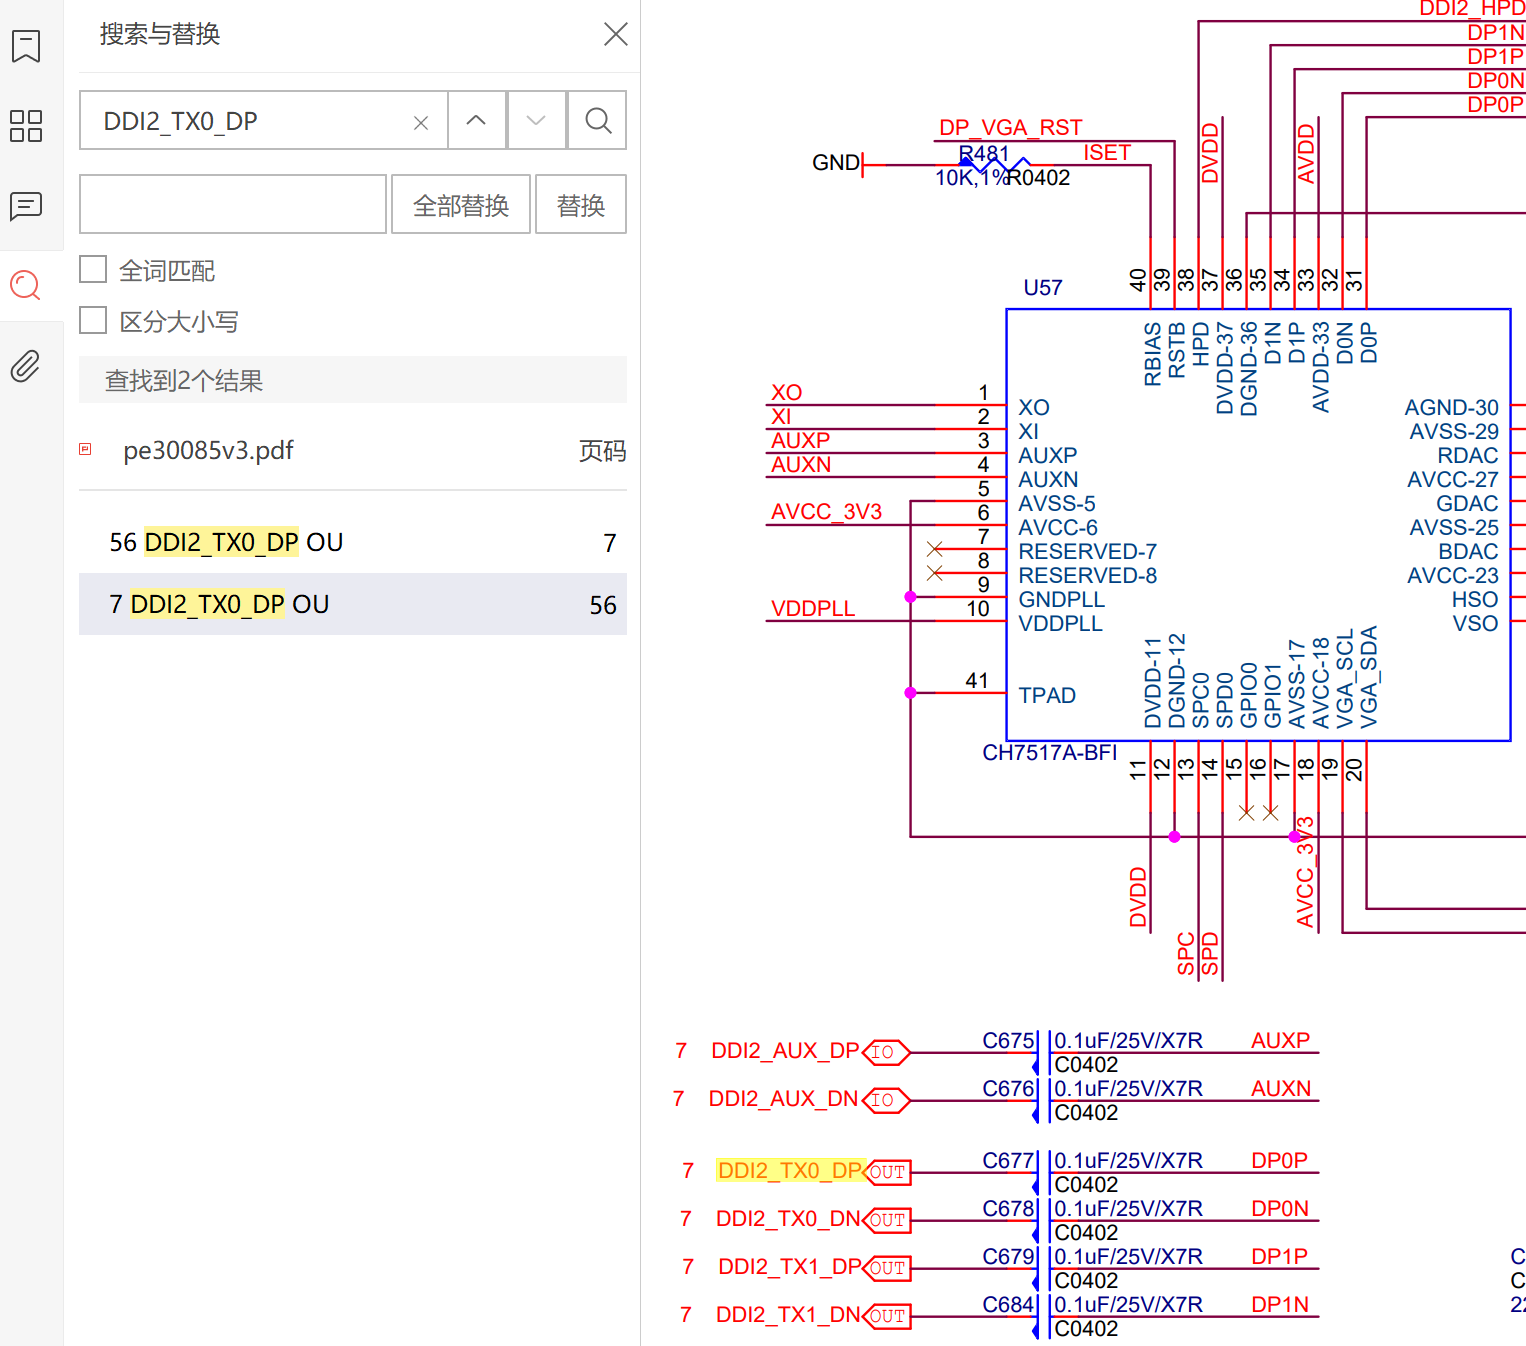 搜索与替换
DDI2_TX0_DP
全部替换
替换
全词匹配
区分大小写
查找到2个结果
pe30085v3.pdf 页码
56 DDI2_TX0_DP OU 7
7 DDI2_TX0_DP OU 56
DDI2_HPD
DP1N
DP1P
DP0N
DP0P
DP_VGA_RST
GND
R481
ISET
10K,1%
R0402
DVDD
AVDD
40 39 38 37 36 35 34 33 32 31
U57
RBIAS
RSTB
HPD
DVDD-37
DGND-36
D1N
D1P
AVDD-33
D0N
D0P
XO 1 XO
XI 2 XI
AUXP 3 AUXP
AUXN 4 AUXN
5 AVSS-5
AVCC_3V3 6 AVCC-6
7 RESERVED-7
8 RESERVED-8
9 GNDPLL
VDDPLL 10 VDDPLL
41 TPAD
AGND-30
AVSS-29
RDAC
AVCC-27
GDAC
AVSS-25
BDAC
AVCC-23
HSO
VSO
DVDD-11
DGND-12
SPC0
SPD0
GPIO0
GPIO1
AVSS-17
AVCC-18
VGA_SCL
VGA_SDA
CH7517A-BFI
11 12 13 14 15 16 17 18 19 20
DVDD
SPC
SPD
AVCC_3V3
7 DDI2_AUX_DP IO C675 0.1uF/25V/X7R AUXP
C0402
7 DDI2_AUX_DN IO C676 0.1uF/25V/X7R AUXN
C0402
7 DDI2_TX0_DP OUT C677 0.1uF/25V/X7R DP0P
C0402
7 DDI2_TX0_DN OUT C678 0.1uF/25V/X7R DP0N
C0402
7 DDI2_TX1_DP OUT C679 0.1uF/25V/X7R DP1P
C0402
7 DDI2_TX1_DN OUT C684 0.1uF/25V/X7R DP1N
C0402
C
C
22